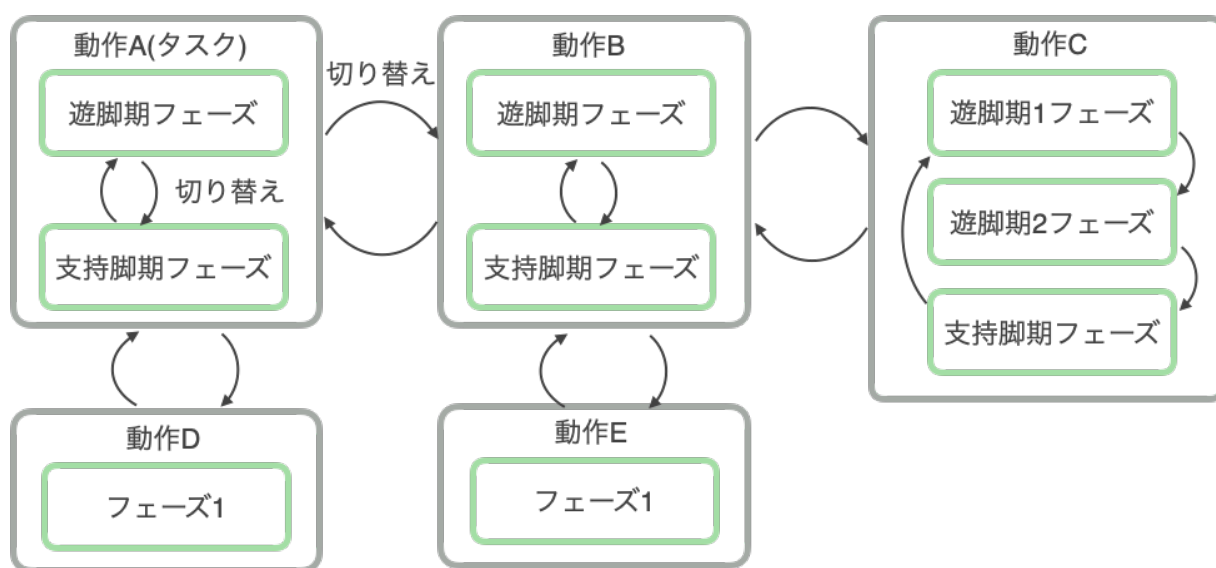 動作A(タスク)
遊脚期フェーズ
切り替え
支持脚期フェーズ
切り替え
動作B
遊脚期フェーズ
支持脚期フェーズ
動作C
遊脚期1フェーズ
遊脚期2フェーズ
支持脚期フェーズ
動作D
フェーズ1
動作E
フェーズ1